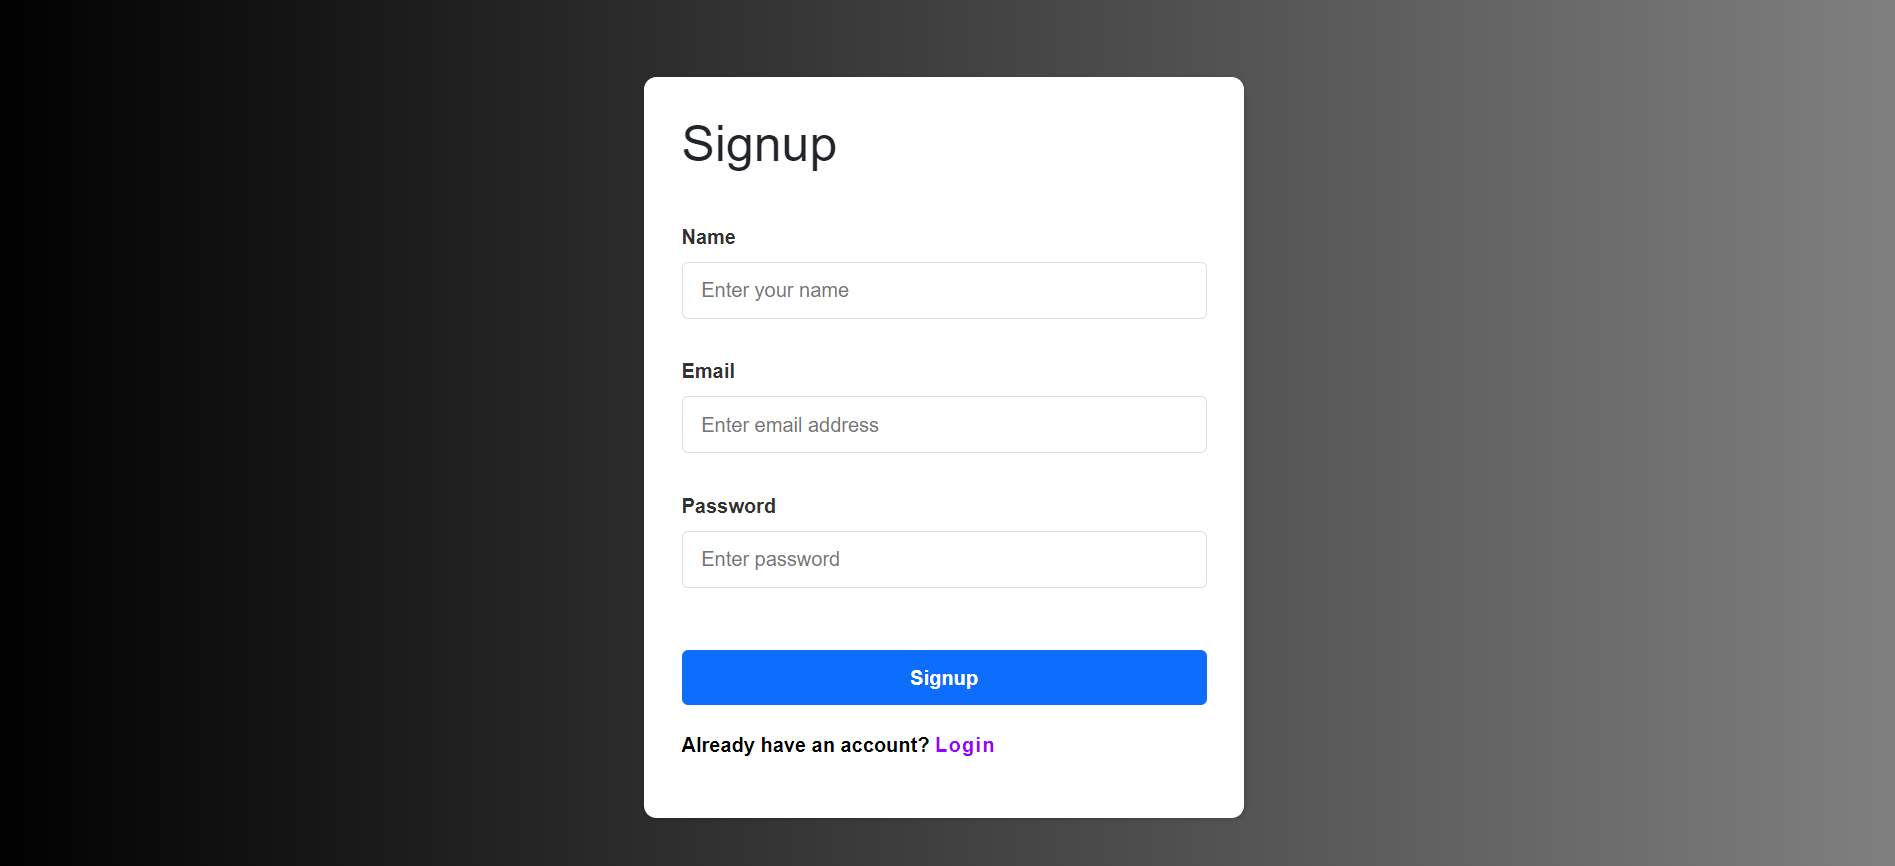 Signup
Name
Enter your name
Email
Enter email address
Password
Enter password
Signup
Already have an account? Login